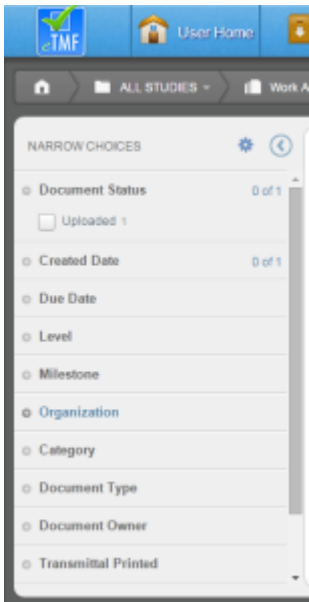 eTMF
User Home
ALL STUDIES
Work A
NARROW CHOICES
Document Status 0 of 1
Uploaded 1
Created Date 0 of 1
Due Date
Level
Milestone
Organization
Category
Document Type
Document Owner
Transmittal Printed